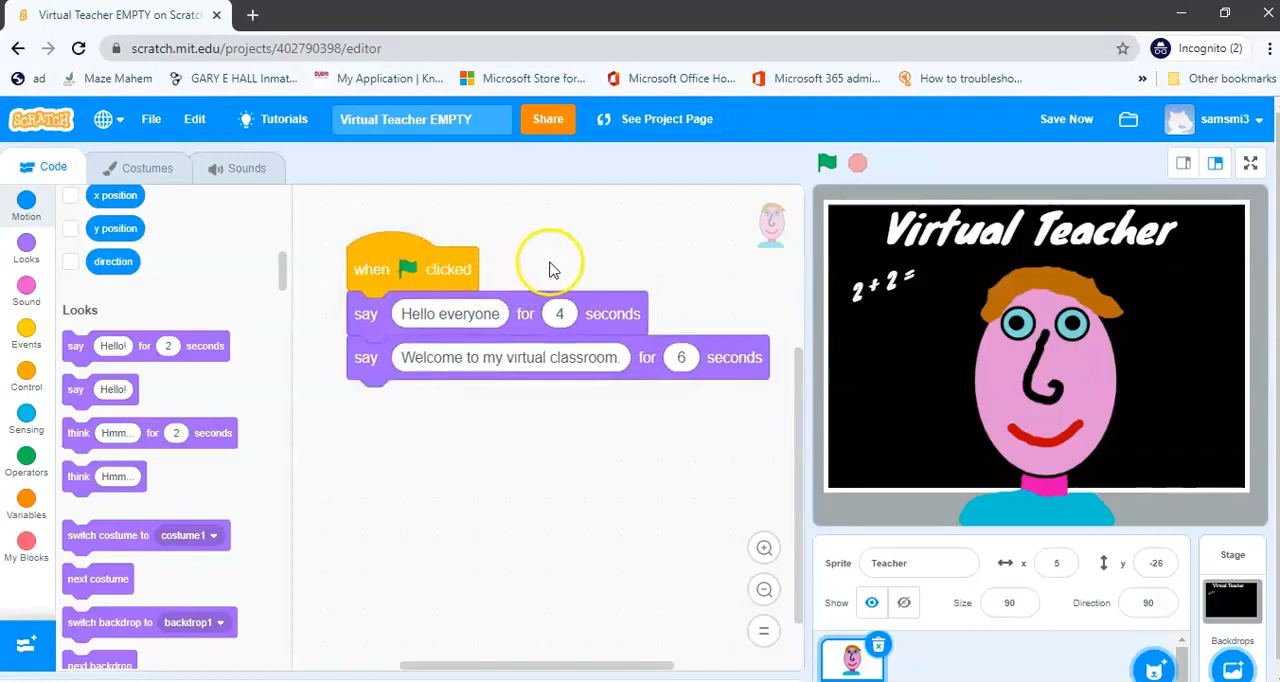 Virtual Teacher EMPTY on Scratc
scratch.mit.edu/projects/402790398/editor
Incognito (2)
ad
Maze Mahem
GARY E HALL Inmat...
My Application | Kn...
Microsoft Store for...
Microsoft Office Ho...
Microsoft 365 admi...
How to troublesho...
»
Other bookmarks
SCRATCH
File
Edit
Tutorials
Virtual Teacher EMPTY
Share
See Project Page
Save Now
samsmi3
Code
Costumes
Sounds
Motion
Looks
Sound
Events
Control
Sensing
Operators
Variables
My Blocks
x position
y position
direction
Looks
say Hello! for 2 seconds
say Hello!
think Hmm... for 2 seconds
think Hmm...
switch costume to costume1
next costume
switch backdrop to backdrop1
next backdrop
when clicked
say Hello everyone for 4 seconds
say Welcome to my virtual classroom. for 6 seconds
Virtual Teacher
2 + 2 =
Sprite Teacher x 5 y -26
Show Size 90 Direction 90
Stage
Virtual Teacher
Backdrops